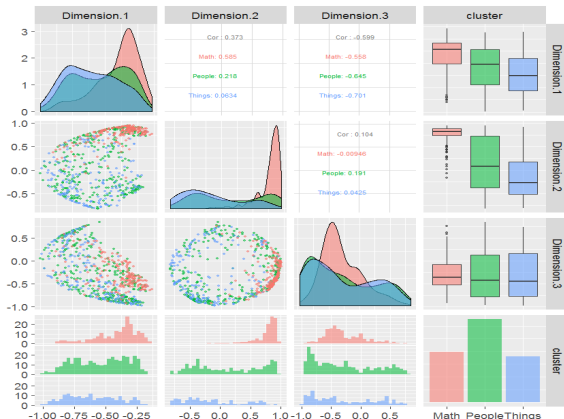 Dimension.1 Dimension.2 Dimension.3 cluster
3
2
1
0
Cor : 0.373
Math: 0.585
People: 0.218
Things: 0.0634
Cor : -0.599
Math: -0.558
People: -0.645
Things: -0.701
Dimension.1
1.0
0.5
0.0
-0.5
Cor : 0.104
Math: -0.00946
People: 0.191
Things: 0.0425
Dimension.2
0.5
0.0
-0.5
-1.0
Dimension.3
20
10
0
20
10
0
20
10
0
cluster
-1.00 -0.75 -0.50 -0.25 -0.5 0.0 0.5 1.0 -1.0 -0.5 0.0 0.5 Math People Things